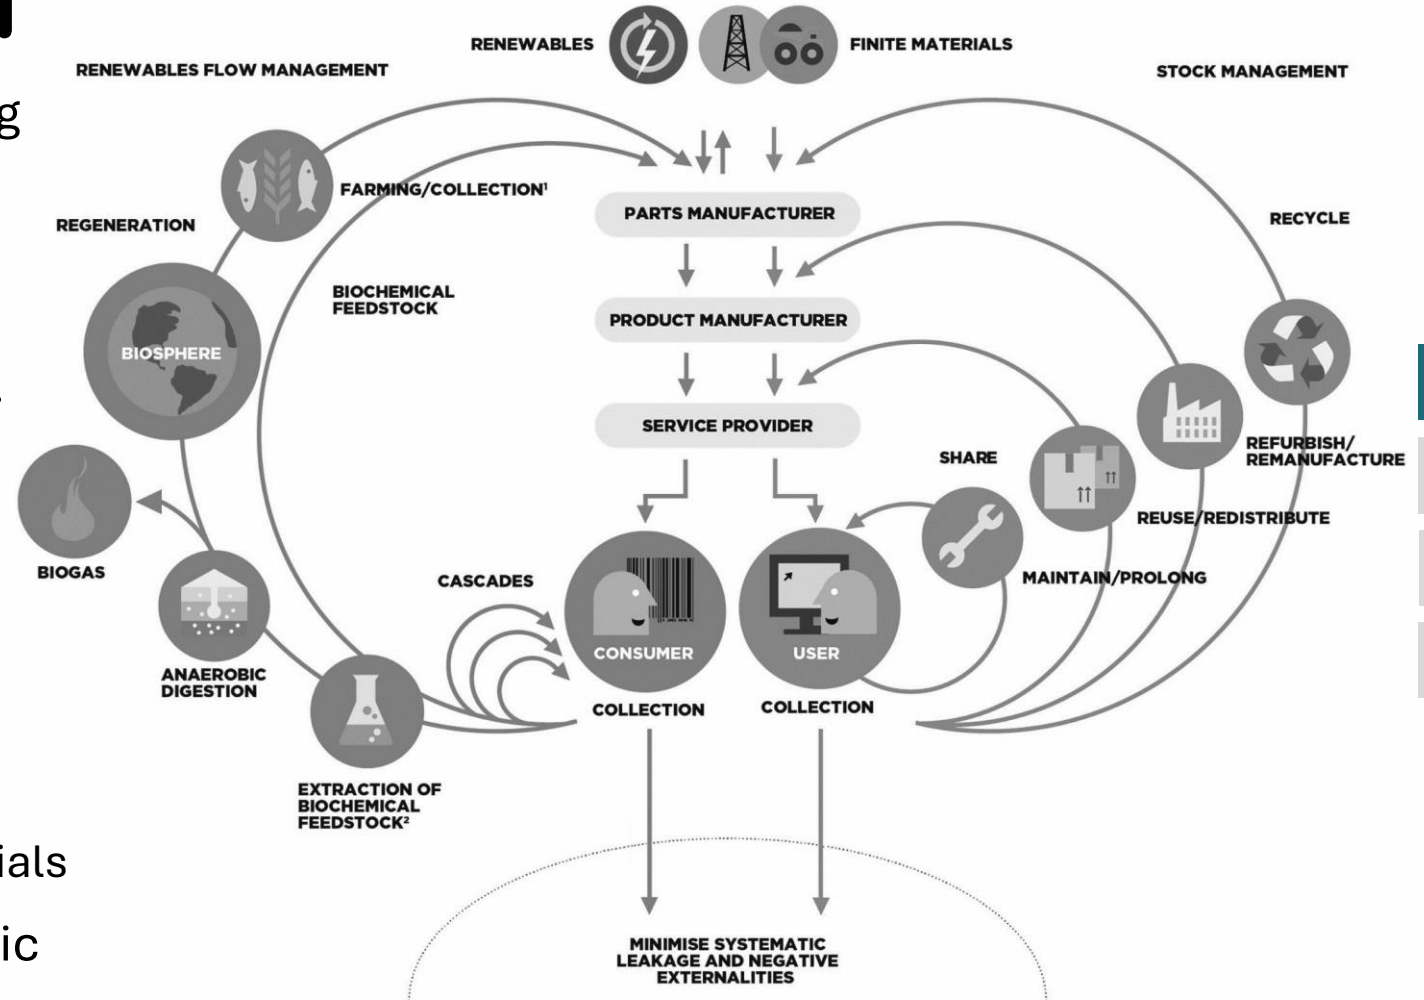 g
ials
ic
RENEWABLES
FINITE MATERIALS
RENEWABLES FLOW MANAGEMENT
STOCK MANAGEMENT
FARMING/COLLECTION¹
PARTS MANUFACTURER
REGENERATION
RECYCLE
BIOCHEMICAL
FEEDSTOCK
PRODUCT MANUFACTURER
BIOSPHERE
SERVICE PROVIDER
REFURBISH/
REMANUFACTURE
SHARE
REUSE/REDISTRIBUTE
BIOGAS
CASCADES
MAINTAIN/PROLONG
CONSUMER
USER
ANAEROBIC
DIGESTION
COLLECTION
COLLECTION
EXTRACTION OF
BIOCHEMICAL
FEEDSTOCK²
MINIMISE SYSTEMATIC
LEAKAGE AND NEGATIVE
EXTERNALITIES